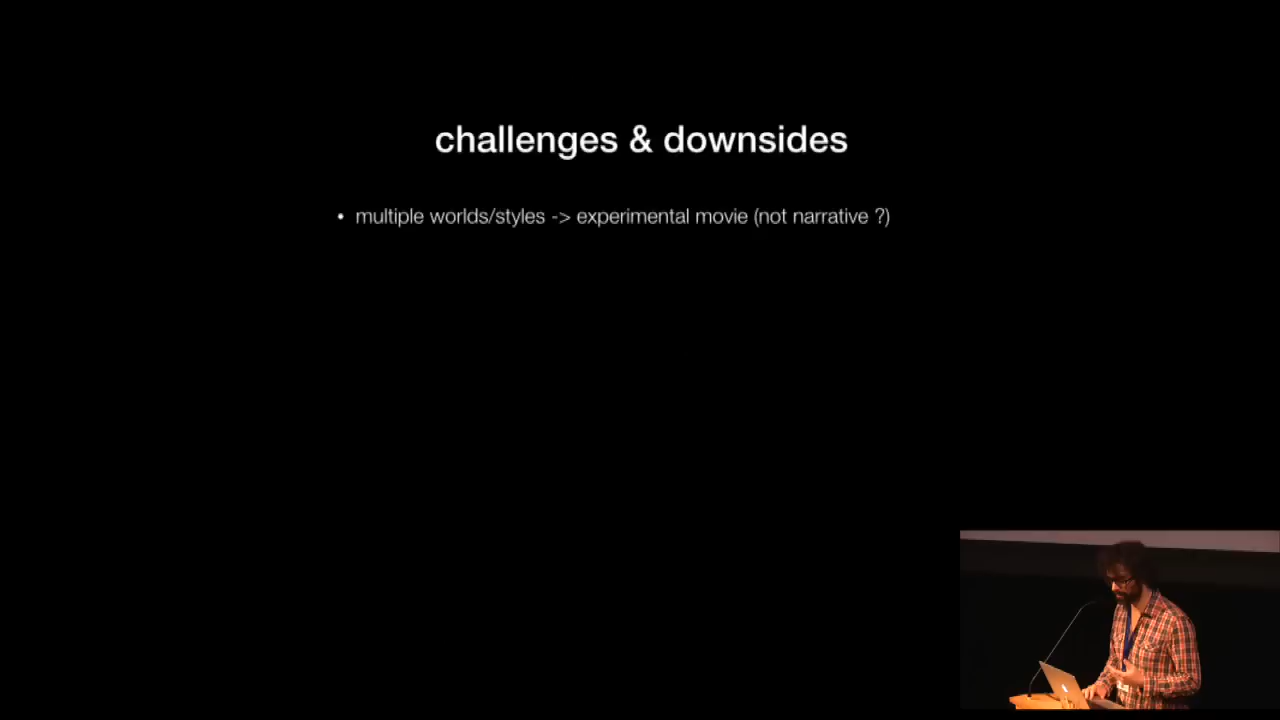 challenges & downsides
• multiple worlds/styles -> experimental movie (not narrative ?)